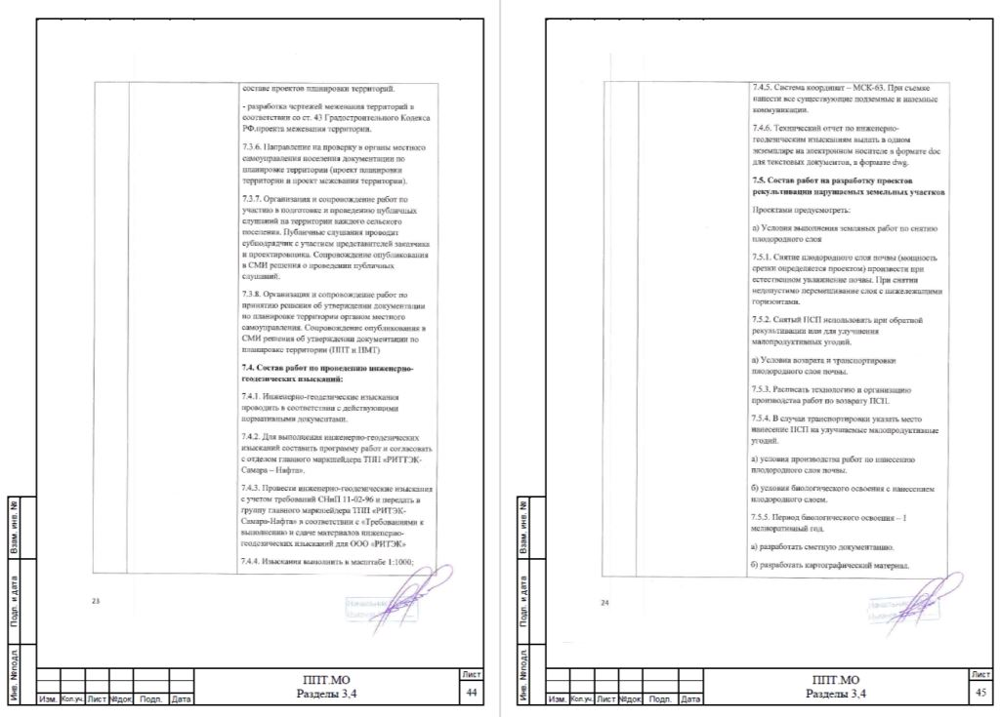 составе проектов планировки территорий.
- разработка чертежей межевания территорий в
соответствии со ст. 43 Градостроительного Кодекса
РФ.проекта межевания территории.
7.3.6. Направление на проверку в органы местного
самоуправления поселения документации по
планировке территории (проект планировки
территории и проект межевания территории).
7.3.7. Организация и сопровождение работ по
участию в подготовке и проведению публичных
слушаний на территории каждого сельского
поселения. Публичные слушания проводит
субподрядчик с участием представителей заказчика
и проектировщика. Сопровождение опубликования
в СМИ решения о проведении публичных
слушаний.
7.3.8. Организация и сопровождение работ по
принятию решения об утверждении документации
по планировке территории органом местного
самоуправления. Сопровождение опубликования в
СМИ решения об утверждении документации по
планировке территории (ППТ и ПМТ)
7.4. Состав работ по проведению инженерно-
геодезических изысканий:
7.4.1. Инженерно-геодезические изыскания
проводить в соответствии с действующими
нормативными документами.
7.4.2. Для выполнения инженерно-геодезических
изысканий составить программу работ и согласовать
с отделом главного маркшейдера ТПП «РИТЭК-
Самара – Нафта».
7.4.3. Провести инженерно-геодезические изыскания
с учетом требований СНиП 11-02-96 и передать в
группу главного маркшейдера ТПП «РИТЭК-
Самара-Нафта» в соответствии с «Требованиями к
выполнению и сдаче материалов инженерно-
геодезических изысканий для ООО «РИТЭК»
7.4.4. Изыскания выполнить в масштабе 1:1000;
23
Взам. инв. №
Подп. и дата
Инв. №подл.
Изм. Кол.уч. Лист №док. Подп. Дата
ППТ.МО
Разделы 3,4
Лист
44
7.4.5. Система координат – МСК-63. При съемке
нанести все существующие подземные и наземные
коммуникации.
7.4.6. Технический отчет по инженерно-
геодезическим изысканиям выдать в одном
экземпляре на электронном носителе в формате doc
для текстовых документов, в формате dwg.
7.5. Состав работ на разработку проектов
рекультивации нарушаемых земельных участков
Проектами предусмотреть:
а) Условия выполнения земляных работ по снятию
плодородного слоя
7.5.1. Снятие плодородного слоя почвы (мощность
срезки определяется проектом) произвести при
естественном увлажнение почвы. При снятии
недопустимо перемешивание слоя с нижележащими
горизонтами.
7.5.2. Снятый ПСП использовать при обратной
рекультивации или для улучшения
малопродуктивных угодий.
а) Условия возврата и транспортировки
плодородного слоя почвы.
7.5.3. Расписать технологию и организацию
производства работ по возврату ПСП.
7.5.4. В случаи транспортировки указать место
нанесение ПСП на улучшаемые малопродуктивные
угодий.
а) условия производства работ по нанесению
плодородного слоя почвы.
б) условия биологического освоения с нанесением
плодородного слоем.
7.5.5. Период биологического освоения – 1
мелиоративный год.
а) разработать сметную документацию.
б) разработать картографический материал.
24
Взам. инв. №
Подп. и дата
Инв. №подл.
Изм. Кол.уч. Лист №док. Подп. Дата
ППТ.МО
Разделы 3,4
Лист
45